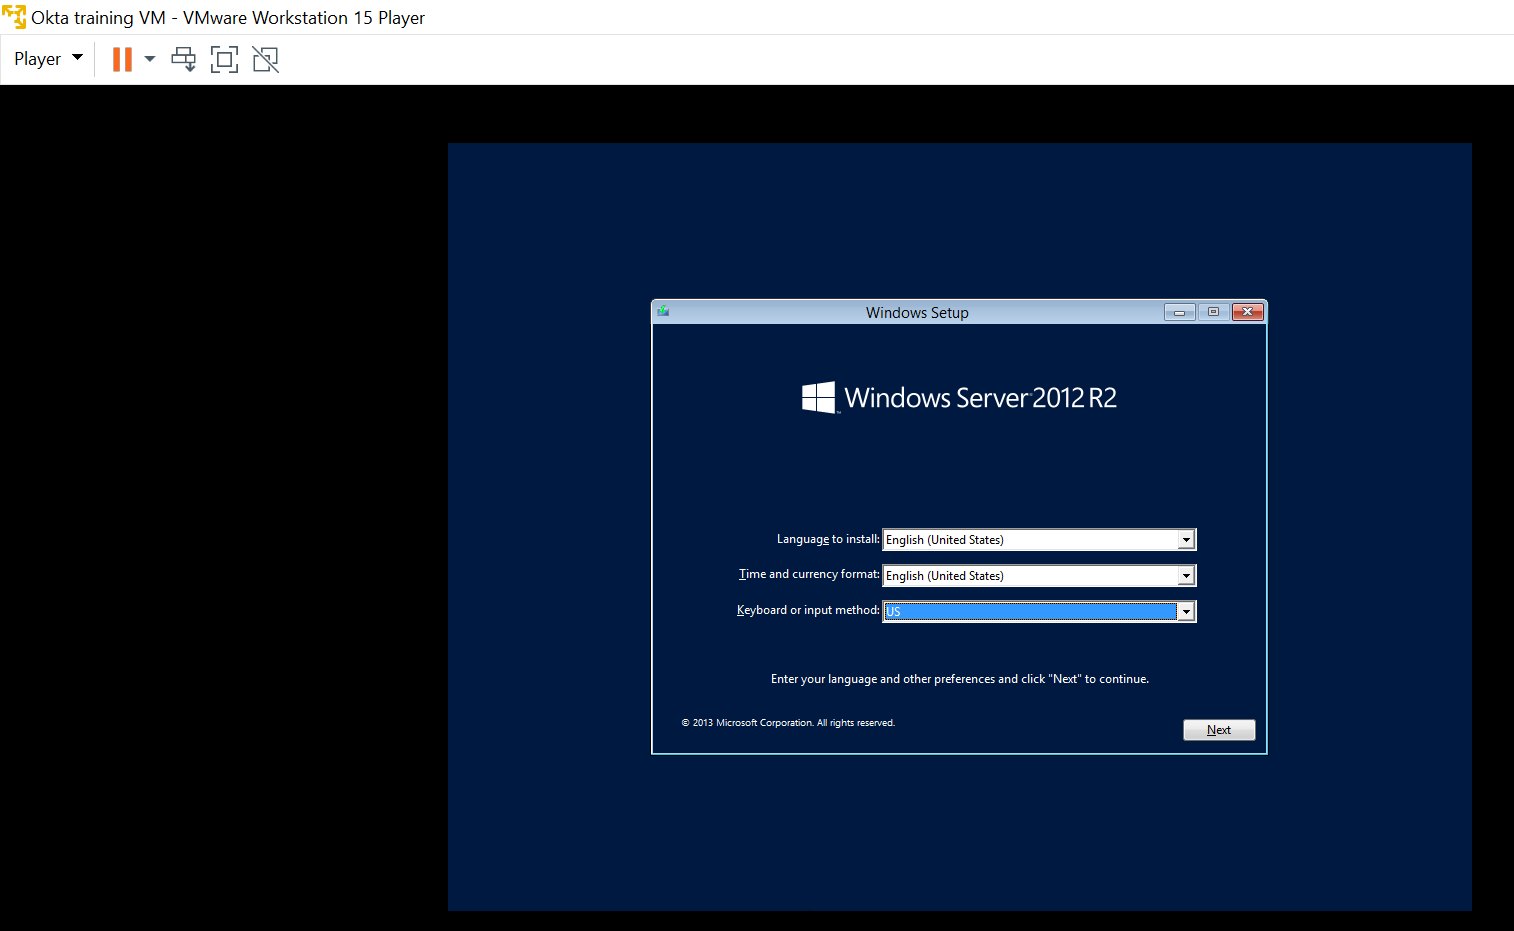 Okta training VM - VMware Workstation 15 Player
Player
Windows Setup
Windows Server 2012 R2
Language to install: English (United States)
Time and currency format: English (United States)
Keyboard or input method: US
Enter your language and other preferences and click "Next" to continue.
© 2013 Microsoft Corporation. All rights reserved.
Next